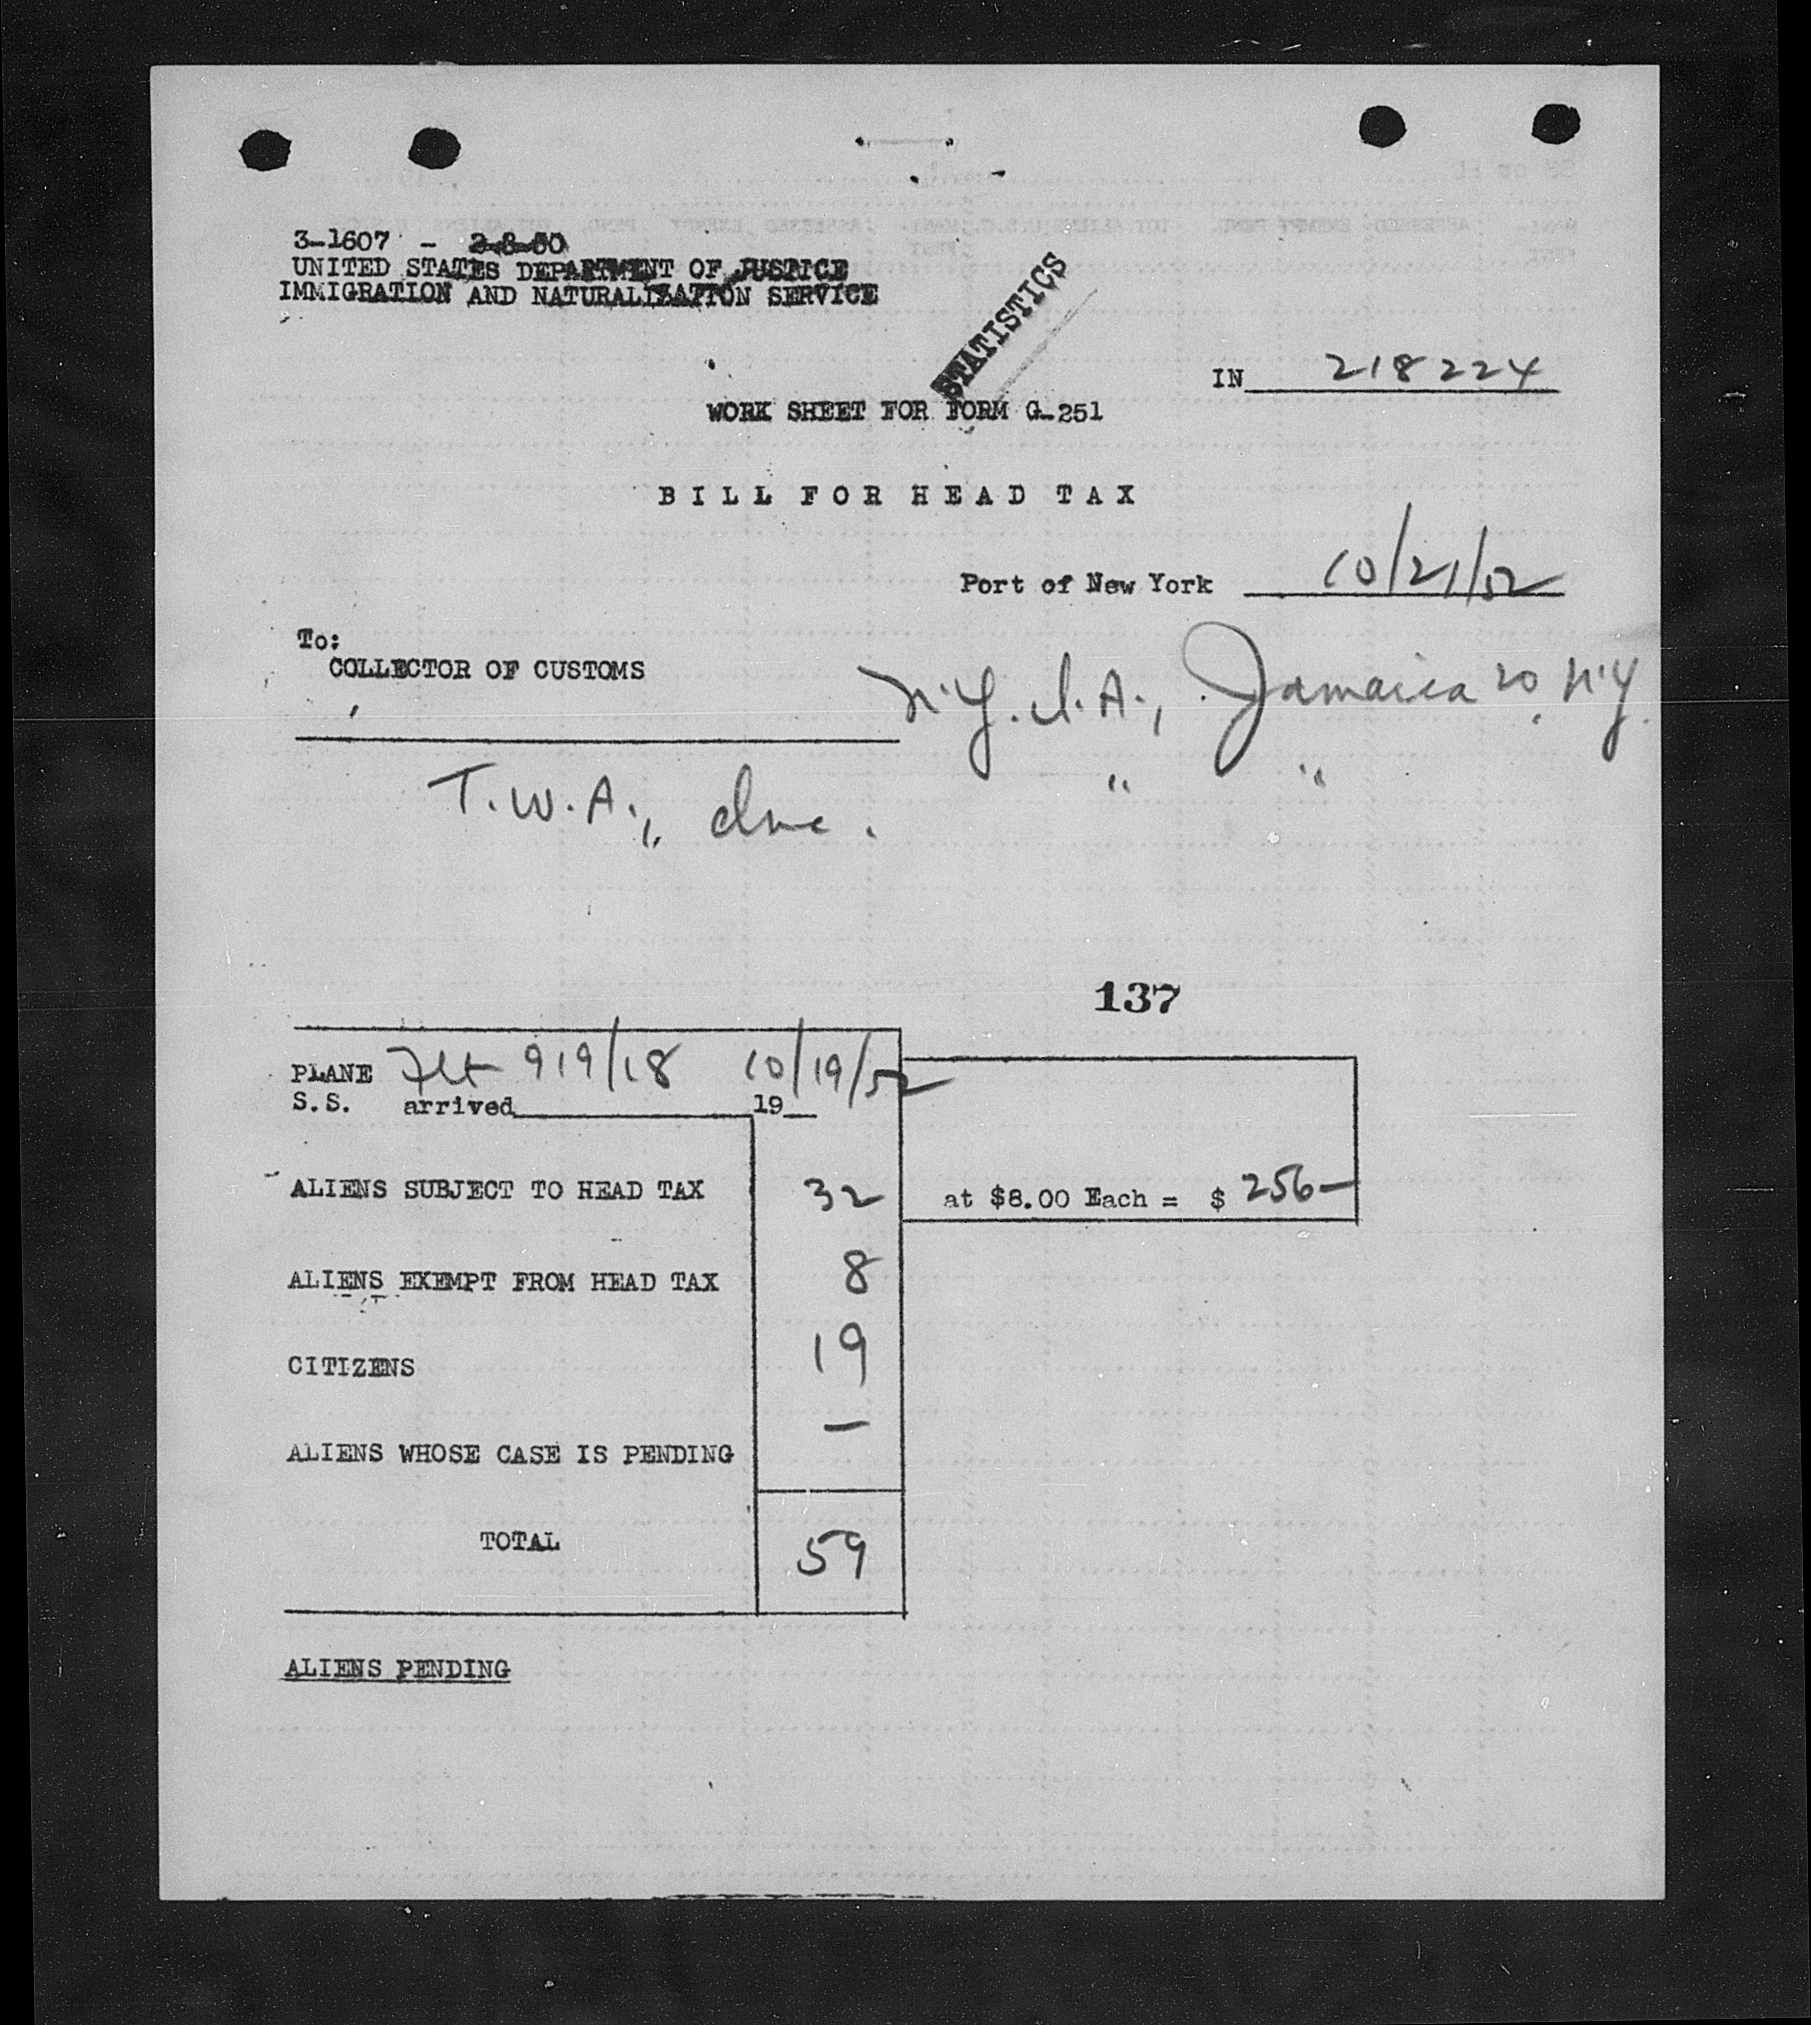 3-1607 - 2-8-50
UNITED STATES DEPARTMENT OF JUSTICE
IMMIGRATION AND NATURALIZATION SERVICE
STATISTICS
IN 218224
WORK SHEET FOR FORM G-251
BILL FOR HEAD TAX
Port of New York 10/21/52
To:
COLLECTOR OF CUSTOMS
N.Y.I.A., Jamaica 20, N.Y.
T.W.A., Inc. " "
137
PLANE Flt 919/18 10/19/52
S.S. arrived 19
ALIENS SUBJECT TO HEAD TAX 32 at $8.00 Each = $ 256-
ALIENS EXEMPT FROM HEAD TAX 8
CITIZENS 19
ALIENS WHOSE CASE IS PENDING -
TOTAL 59
ALIENS PENDING